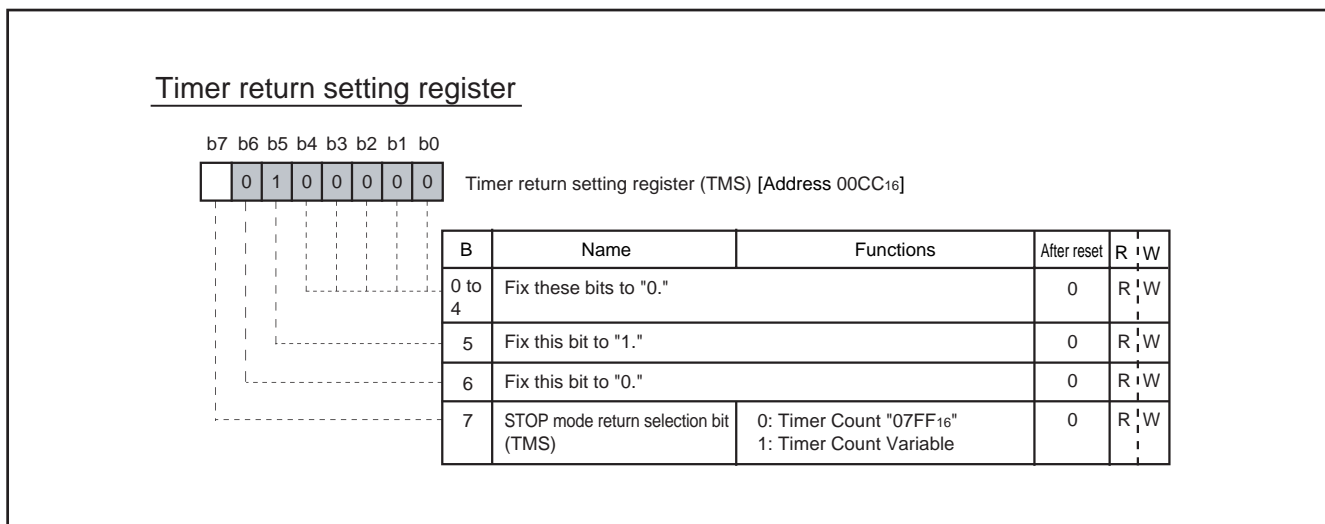 Timer return setting register
b7 b6 b5 b4 b3 b2 b1 b0
0 1 0 0 0 0 0
Timer return setting register (TMS) [Address 00CC16]
B Name Functions After reset R W
0 to 4 Fix these bits to "0." 0 R W
5 Fix this bit to "1." 0 R W
6 Fix this bit to "0." 0 R W
7 STOP mode return selection bit 0: Timer Count "07FF16" 0 R W
(TMS) 1: Timer Count Variable